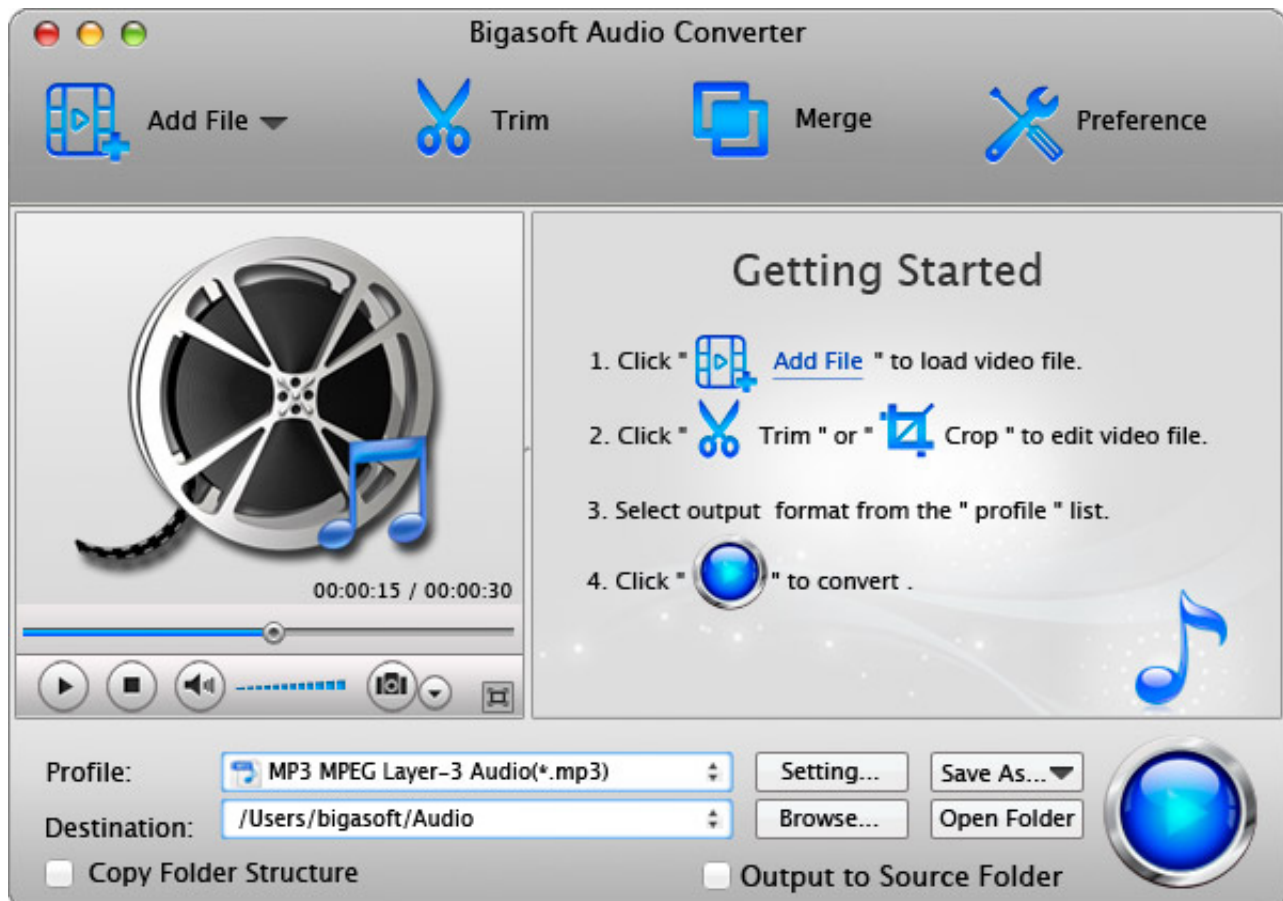 Bigasoft Audio Converter
Add File
Trim
Merge
Preference
Getting Started
1. Click " Add File " to load video file.
2. Click " Trim " or " Crop " to edit video file.
3. Select output format from the " profile " list.
4. Click " " to convert .
00:00:15 / 00:00:30
Profile:
MP3 MPEG Layer-3 Audio(*.mp3)
Setting...
Save As...
Destination:
/Users/bigasoft/Audio
Browse...
Open Folder
Copy Folder Structure
Output to Source Folder